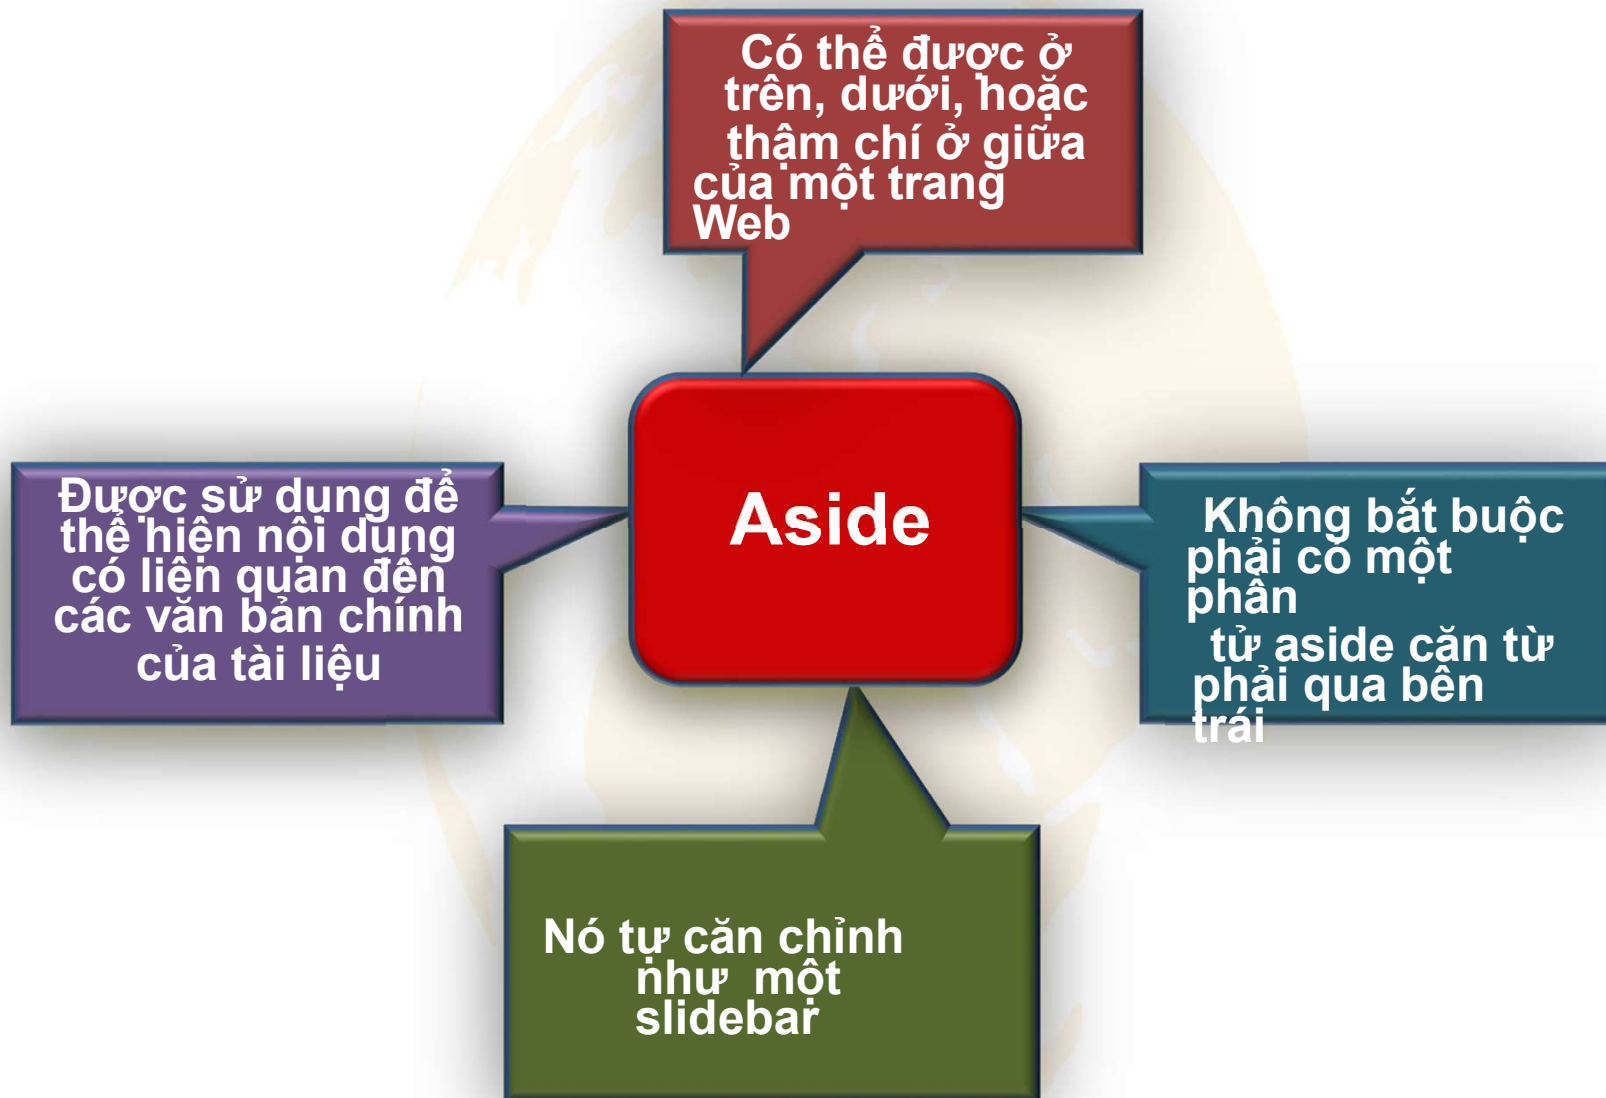 Có thể được ở
trên, dưới, hoặc
thậm chí ở giữa
của một trang
Web
Aside
Được sử dụng để
thể hiện nội dung
có liên quan đến
các văn bản chính
của tài liệu
Không bắt buộc
phải có một
phần
tử aside căn từ
phải qua bên
trái
Nó tự căn chỉnh
như một
slidebar